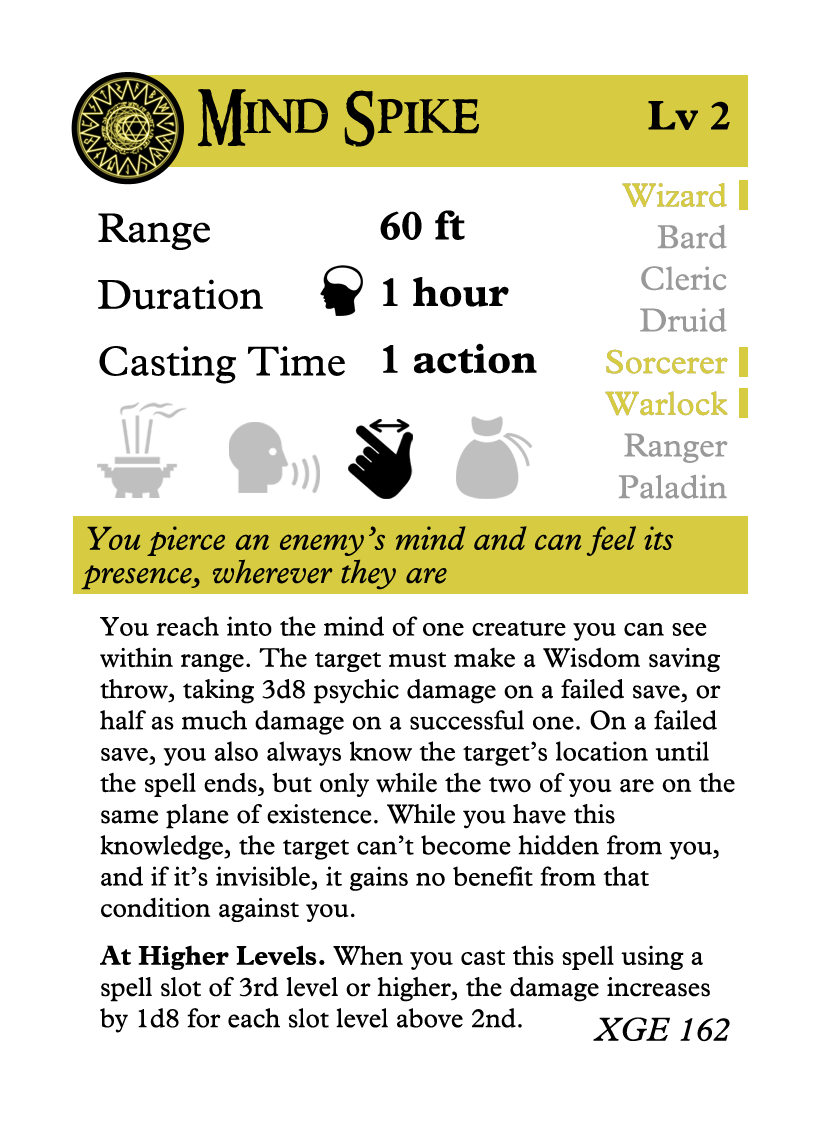 MIND SPIKE
Lv 2
Range 60 ft
Duration 1 hour
Casting Time 1 action
Wizard
Bard
Cleric
Druid
Sorcerer
Warlock
Ranger
Paladin
You pierce an enemy’s mind and can feel its
presence, wherever they are
You reach into the mind of one creature you can see
within range. The target must make a Wisdom saving
throw, taking 3d8 psychic damage on a failed save, or
half as much damage on a successful one. On a failed
save, you also always know the target’s location until
the spell ends, but only while the two of you are on the
same plane of existence. While you have this
knowledge, the target can’t become hidden from you,
and if it’s invisible, it gains no benefit from that
condition against you.
At Higher Levels. When you cast this spell using a
spell slot of 3rd level or higher, the damage increases
by 1d8 for each slot level above 2nd.
XGE 162